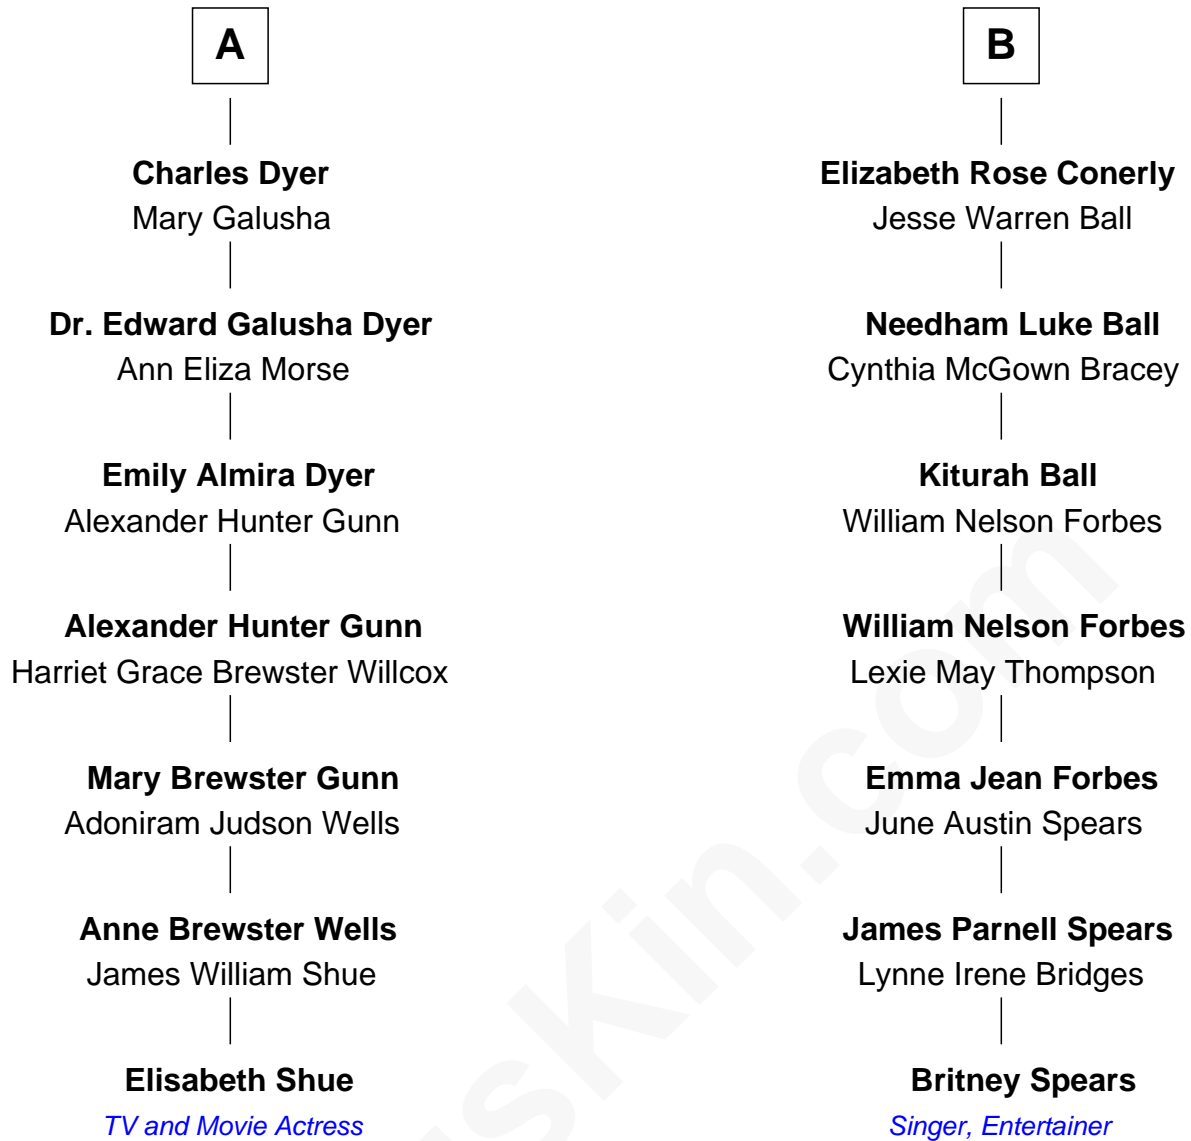 A
Charles Dyer
Mary Galusha
Dr. Edward Galusha Dyer
Ann Eliza Morse
Emily Almira Dyer
Alexander Hunter Gunn
Alexander Hunter Gunn
Harriet Grace Brewster Willcox
Mary Brewster Gunn
Adoniram Judson Wells
Anne Brewster Wells
James William Shue
Elisabeth Shue
TV and Movie Actress
B
Elizabeth Rose Conerly
Jesse Warren Ball
Needham Luke Ball
Cynthia McGown Bracey
Kiturah Ball
William Nelson Forbes
William Nelson Forbes
Lexie May Thompson
Emma Jean Forbes
June Austin Spears
James Parnell Spears
Lynne Irene Bridges
Britney Spears
Singer, Entertainer
sKin.com